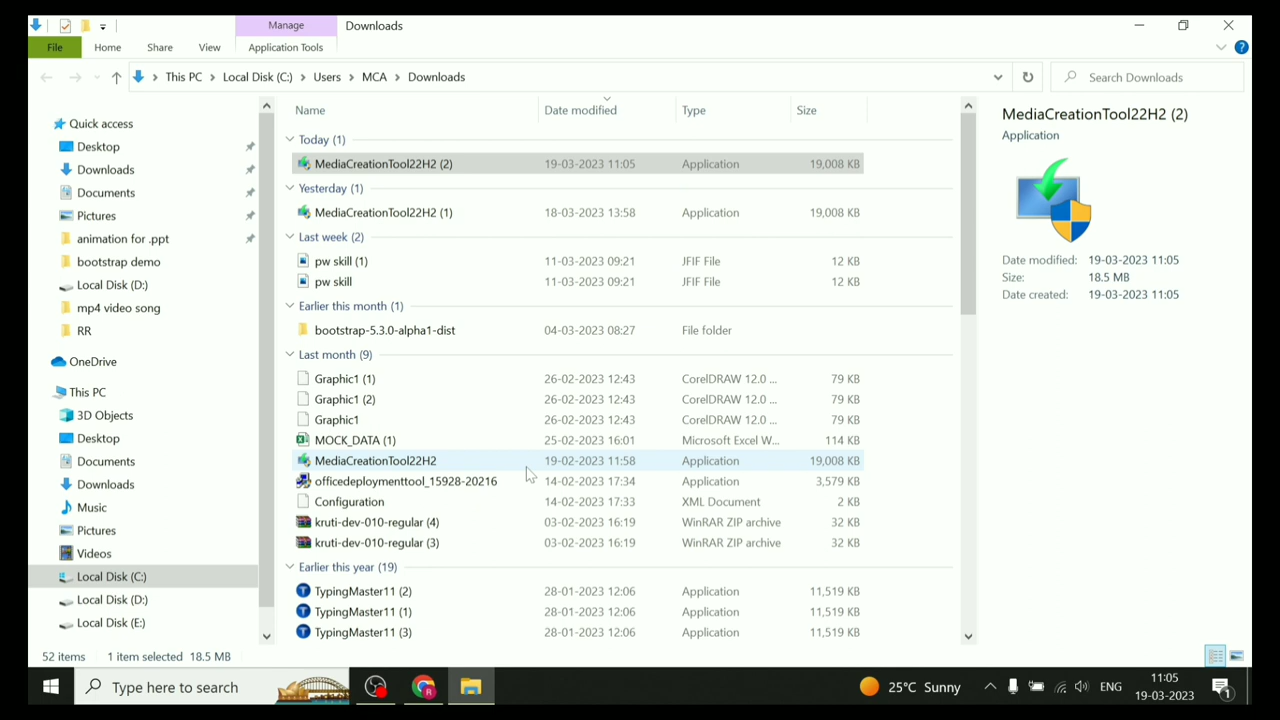 Manage
Downloads
File
Home
Share
View
Application Tools
This PC
Local Disk (C:)
Users
MCA
Downloads
Search Downloads
Name
Date modified
Type
Size
Quick access
Desktop
Downloads
Documents
Pictures
animation for .ppt
bootstrap demo
Local Disk (D:)
mp4 video song
RR
OneDrive
This PC
3D Objects
Desktop
Documents
Downloads
Music
Pictures
Videos
Local Disk (C:)
Local Disk (D:)
Local Disk (E:)
Today (1)
MediaCreationTool22H2 (2) 19-03-2023 11:05 Application 19,008 KB
Yesterday (1)
MediaCreationTool22H2 (1) 18-03-2023 13:58 Application 19,008 KB
Last week (2)
pw skill (1) 11-03-2023 09:21 JFIF File 12 KB
pw skill 11-03-2023 09:21 JFIF File 12 KB
Earlier this month (1)
bootstrap-5.3.0-alpha1-dist 04-03-2023 08:27 File folder
Last month (9)
Graphic1 (1) 26-02-2023 12:43 CorelDRAW 12.0 ... 79 KB
Graphic1 (2) 26-02-2023 12:43 CorelDRAW 12.0 ... 79 KB
Graphic1 26-02-2023 12:43 CorelDRAW 12.0 ... 79 KB
MOCK_DATA (1) 25-02-2023 16:01 Microsoft Excel W... 114 KB
MediaCreationTool22H2 19-02-2023 11:58 Application 19,008 KB
officedeploymenttool_15928-20216 14-02-2023 17:34 Application 3,579 KB
Configuration 14-02-2023 17:33 XML Document 2 KB
kruti-dev-010-regular (4) 03-02-2023 16:19 WinRAR ZIP archive 32 KB
kruti-dev-010-regular (3) 03-02-2023 16:19 WinRAR ZIP archive 32 KB
Earlier this year (19)
TypingMaster11 (2) 28-01-2023 12:06 Application 11,519 KB
TypingMaster11 (1) 28-01-2023 12:06 Application 11,519 KB
TypingMaster11 (3) 28-01-2023 12:06 Application 11,519 KB
MediaCreationTool22H2 (2)
Application
Date modified: 19-03-2023 11:05
Size: 18.5 MB
Date created: 19-03-2023 11:05
52 items 1 item selected 18.5 MB
Type here to search
R
25°C Sunny
ENG
11:05
19-03-2023
1